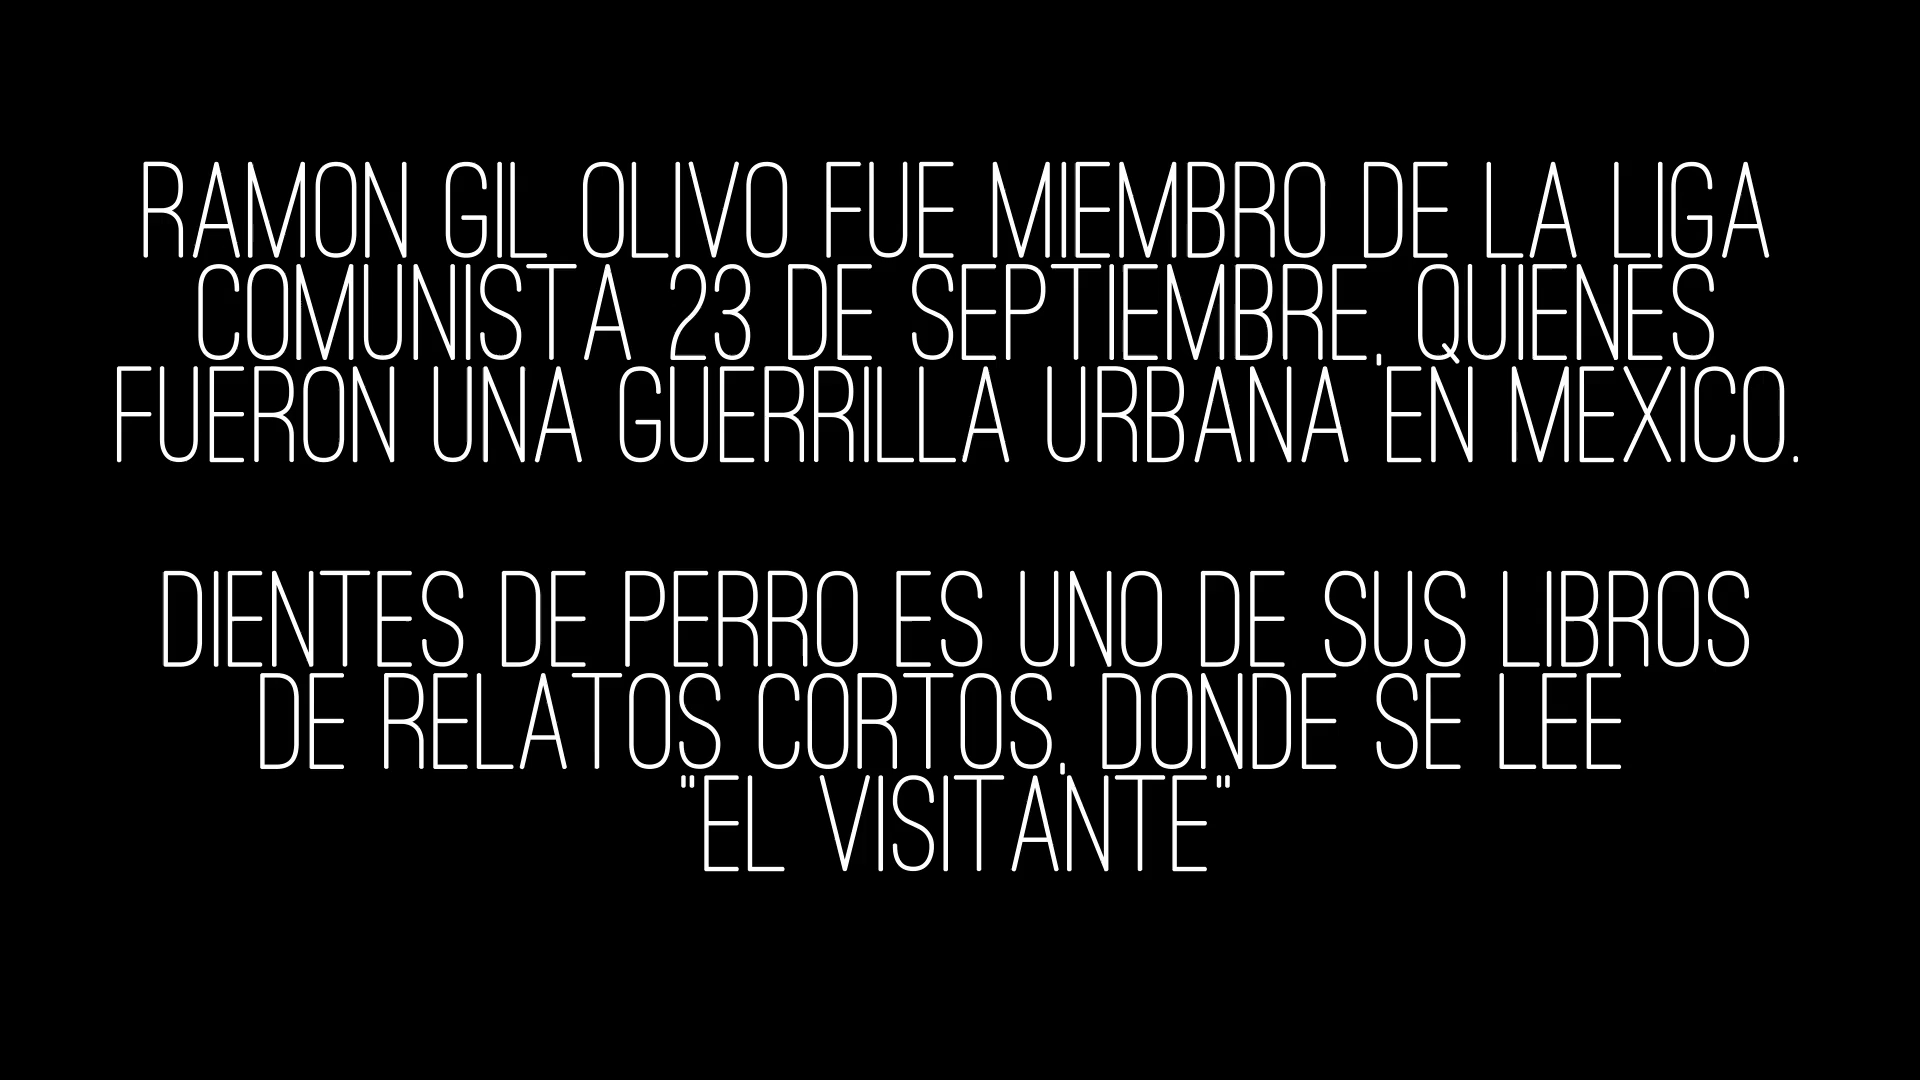 RAMON GIL OLIVO FUE MIEMBRO DE LA LIGA
COMUNISTA 23 DE SEPTIEMBRE, QUIENES
FUERON UNA GUERRILLA URBANA EN MEXICO.
DIENTES DE PERRO ES UNO DE SUS LIBROS
DE RELATOS CORTOS, DONDE SE LEE
"EL VISITANTE"